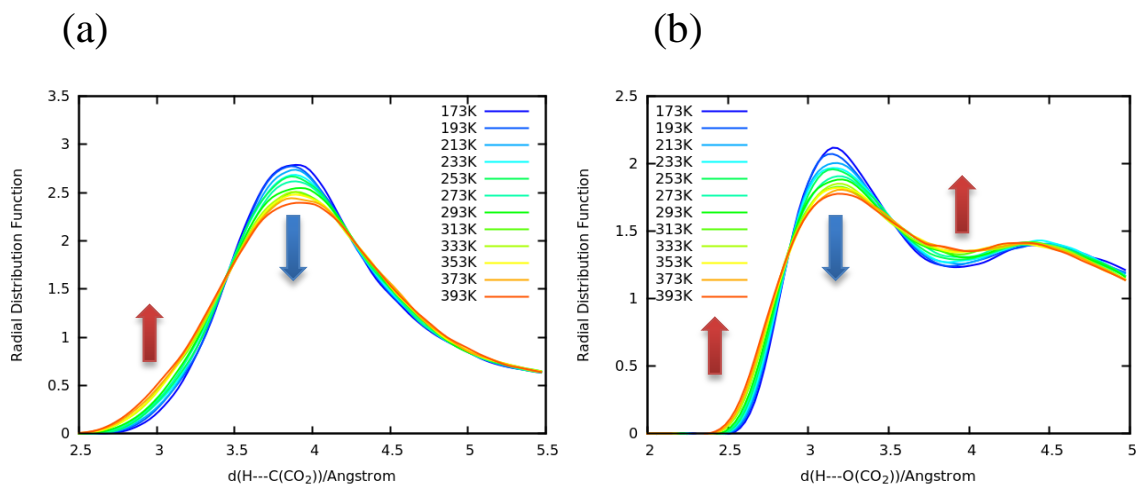 (a)
(b)
3.5
3
2.5
2
1.5
1
0.5
0
Radial Distribution Function
173K
193K
213K
233K
253K
273K
293K
313K
333K
353K
373K
393K
2.5
3
3.5
4
4.5
5
5.5
d(H---C(CO₂))/Angstrom
2.5
2
1.5
1
0.5
0
Radial Distribution Function
173K
193K
213K
233K
253K
273K
293K
313K
333K
353K
373K
393K
2
2.5
3
3.5
4
4.5
5
d(H---O(CO₂))/Angstrom